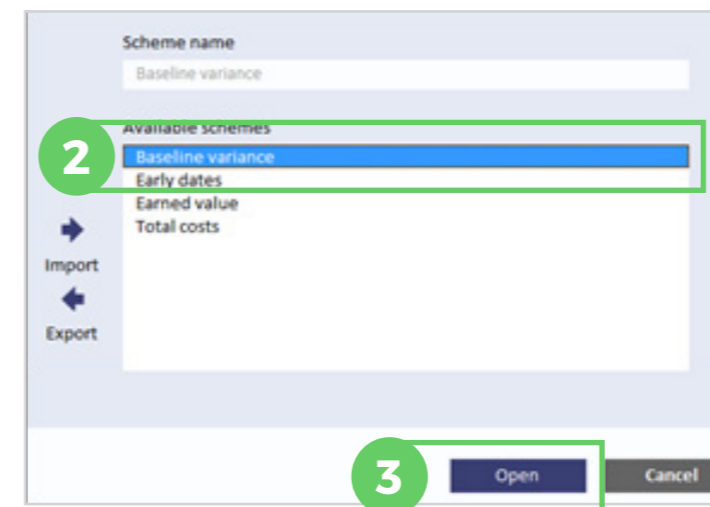 Scheme name
Baseline variance
Available schemes
2
Baseline variance
Early dates
Earned value
Total costs
Import
Export
3
Open
Cancel